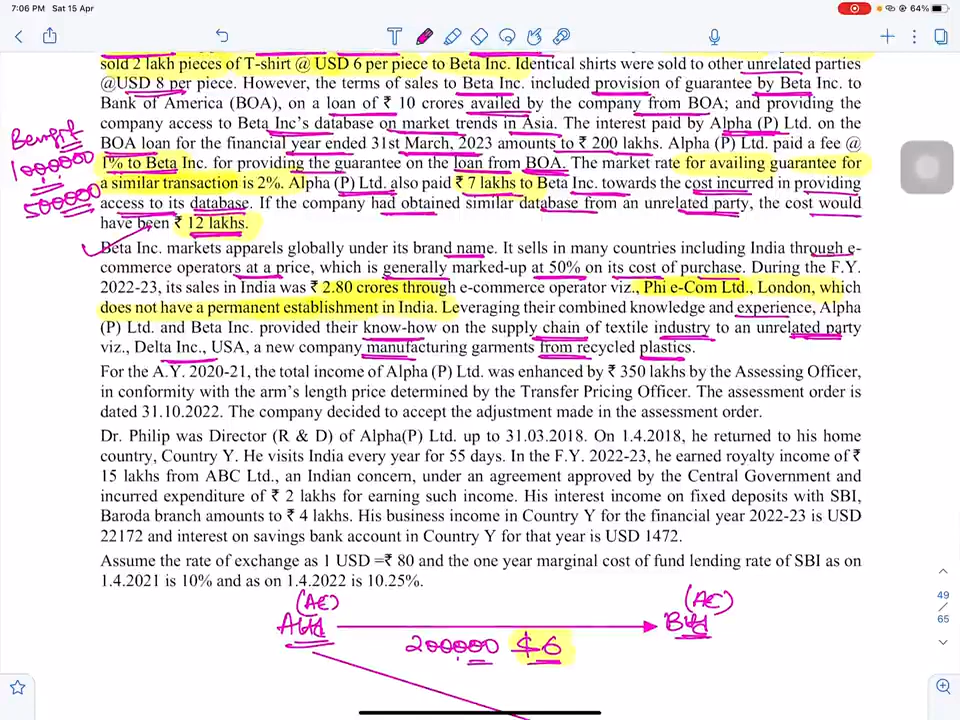 7:06 PM Sat 15 Apr
64%
sold 2 lakh pieces of T-shirt @ USD 6 per piece to Beta Inc. Identical shirts were sold to other unrelated parties
@USD 8 per piece. However, the terms of sales to Beta Inc. included provision of guarantee by Beta Inc. to
Bank of America (BOA), on a loan of ₹ 10 crores availed by the company from BOA; and providing the
company access to Beta Inc's database on market trends in Asia. The interest paid by Alpha (P) Ltd. on the
BOA loan for the financial year ended 31st March, 2023 amounts to ₹ 200 lakhs. Alpha (P) Ltd. paid a fee @
1% to Beta Inc. for providing the guarantee on the loan from BOA. The market rate for availing guarantee for
a similar transaction is 2%. Alpha (P) Ltd. also paid ₹ 7 lakhs to Beta Inc. towards the cost incurred in providing
access to its database. If the company had obtained similar database from an unrelated party, the cost would
have been ₹ 12 lakhs.
Benefit
1000,000
500000
Beta Inc. markets apparels globally under its brand name. It sells in many countries including India through e-
commerce operators at a price, which is generally marked-up at 50% on its cost of purchase. During the F.Y.
2022-23, its sales in India was ₹ 2.80 crores through e-commerce operator viz., Phi e-Com Ltd., London, which
does not have a permanent establishment in India. Leveraging their combined knowledge and experience, Alpha
(P) Ltd. and Beta Inc. provided their know-how on the supply chain of textile industry to an unrelated party
viz., Delta Inc., USA, a new company manufacturing garments from recycled plastics.
For the A.Y. 2020-21, the total income of Alpha (P) Ltd. was enhanced by ₹ 350 lakhs by the Assessing Officer,
in conformity with the arm's length price determined by the Transfer Pricing Officer. The assessment order is
dated 31.10.2022. The company decided to accept the adjustment made in the assessment order.
Dr. Philip was Director (R & D) of Alpha(P) Ltd. up to 31.03.2018. On 1.4.2018, he returned to his home
country, Country Y. He visits India every year for 55 days. In the F.Y. 2022-23, he earned royalty income of ₹
15 lakhs from ABC Ltd., an Indian concern, under an agreement approved by the Central Government and
incurred expenditure of ₹ 2 lakhs for earning such income. His interest income on fixed deposits with SBI,
Baroda branch amounts to ₹ 4 lakhs. His business income in Country Y for the financial year 2022-23 is USD
22172 and interest on savings bank account in Country Y for that year is USD 1472.
Assume the rate of exchange as 1 USD =₹ 80 and the one year marginal cost of fund lending rate of SBI as on
1.4.2021 is 10% and as on 1.4.2022 is 10.25%.
(AE) (AE)
200,000 $6
49
/
65